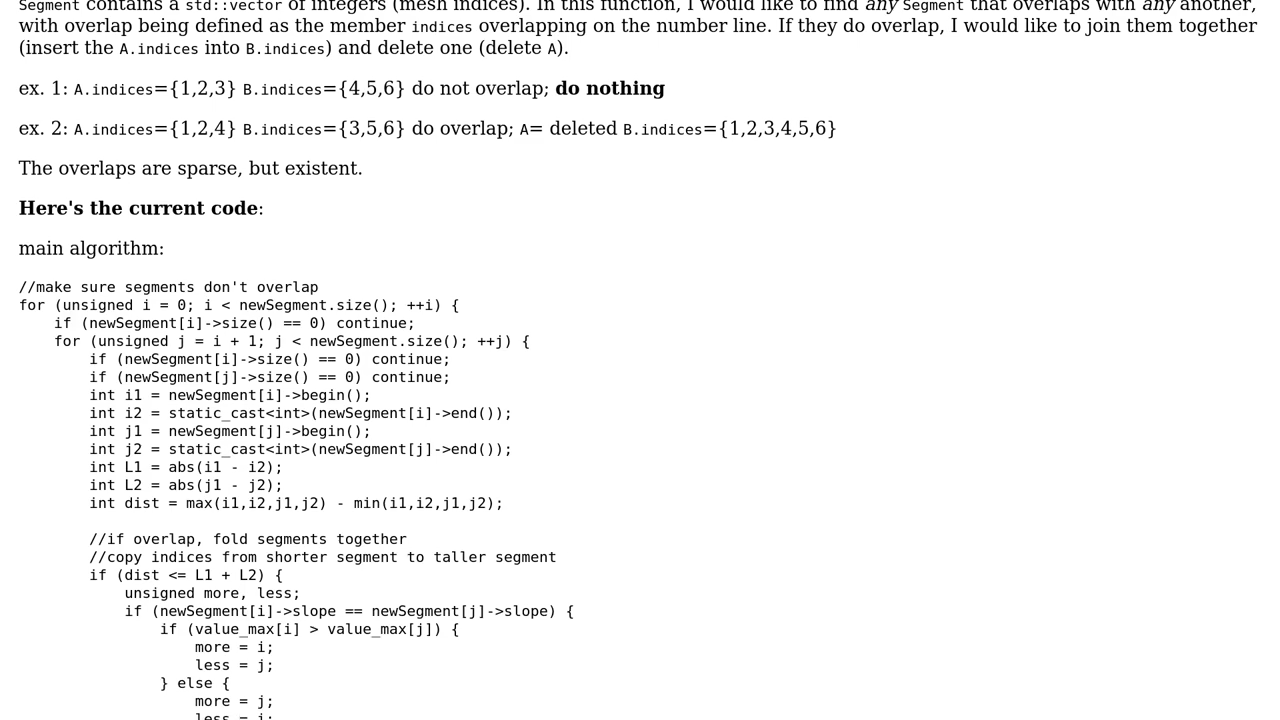 Segment contains a std::vector of integers (mesh indices). In this function, I would like to find any Segment that overlaps with any another,
with overlap being defined as the member indices overlapping on the number line. If they do overlap, I would like to join them together
(insert the A.indices into B.indices) and delete one (delete A).
ex. 1: A.indices={1,2,3} B.indices={4,5,6} do not overlap; do nothing
ex. 2: A.indices={1,2,4} B.indices={3,5,6} do overlap; A= deleted B.indices={1,2,3,4,5,6}
The overlaps are sparse, but existent.
Here's the current code:
main algorithm:
//make sure segments don't overlap
for (unsigned i = 0; i < newSegment.size(); ++i) {
    if (newSegment[i]->size() == 0) continue;
    for (unsigned j = i + 1; j < newSegment.size(); ++j) {
        if (newSegment[i]->size() == 0) continue;
        if (newSegment[j]->size() == 0) continue;
        int i1 = newSegment[i]->begin();
        int i2 = static_cast<int>(newSegment[i]->end());
        int j1 = newSegment[j]->begin();
        int j2 = static_cast<int>(newSegment[j]->end());
        int L1 = abs(i1 - i2);
        int L2 = abs(j1 - j2);
        int dist = max(i1,i2,j1,j2) - min(i1,i2,j1,j2);
        //if overlap, fold segments together
        //copy indices from shorter segment to taller segment
        if (dist <= L1 + L2) {
            unsigned more, less;
            if (newSegment[i]->slope == newSegment[j]->slope) {
                if (value_max[i] > value_max[j]) {
                    more = i;
                    less = j;
                } else {
                    more = j;
                    less = i;